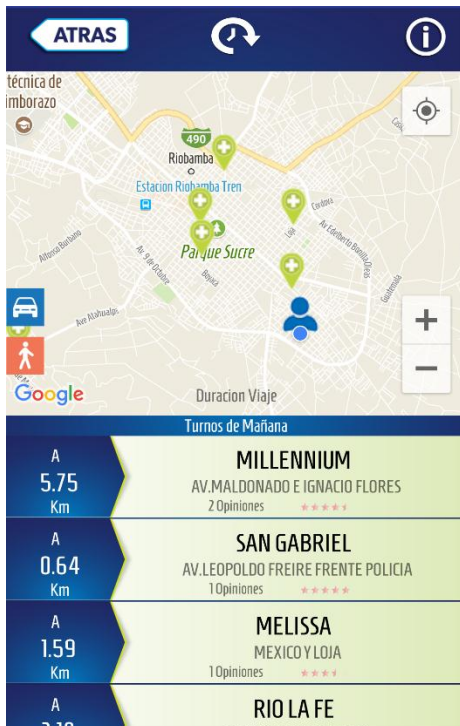 ATRAS
técnica de
imborazo
490
Riobamba
Estacion Riobamba Tren
Cordova
Loja
Av Edelberto Bonilla Oleas
Parque Sucre
Alfonso Burbano
Av. 9 de Octubre
Boyacá
Guatemala
Ave Atahualpa
+
−
Google
Duracion Viaje
Turnos de Mañana
A
5.75
Km
MILLENNIUM
AV.MALDONADO E IGNACIO FLORES
2 Opiniones
A
0.64
Km
SAN GABRIEL
AV.LEOPOLDO FREIRE FRENTE POLICIA
1 Opiniones
A
1.59
Km
MELISSA
MEXICO Y LOJA
1 Opiniones
A
RIO LA FE